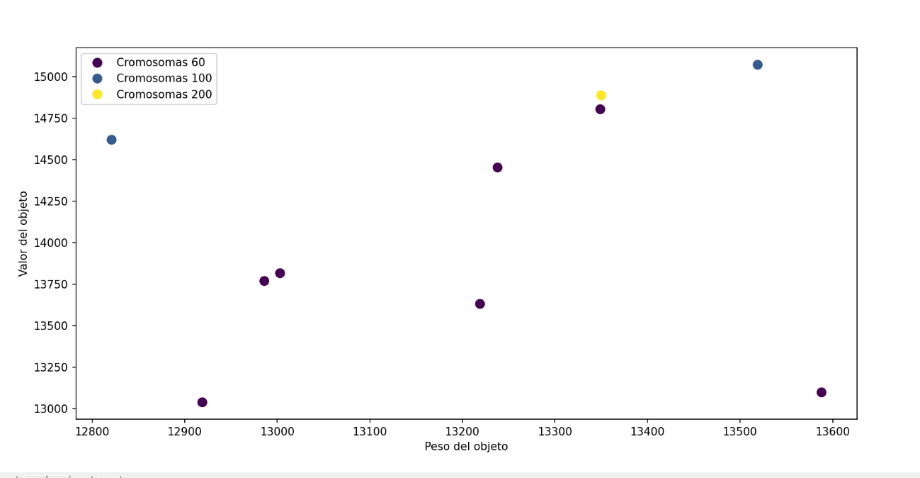 Cromosomas 60
Cromosomas 100
Cromosomas 200
15000
14750
14500
14250
14000
13750
13500
13250
13000
Valor del objeto
12800 12900 13000 13100 13200 13300 13400 13500 13600
Peso del objeto